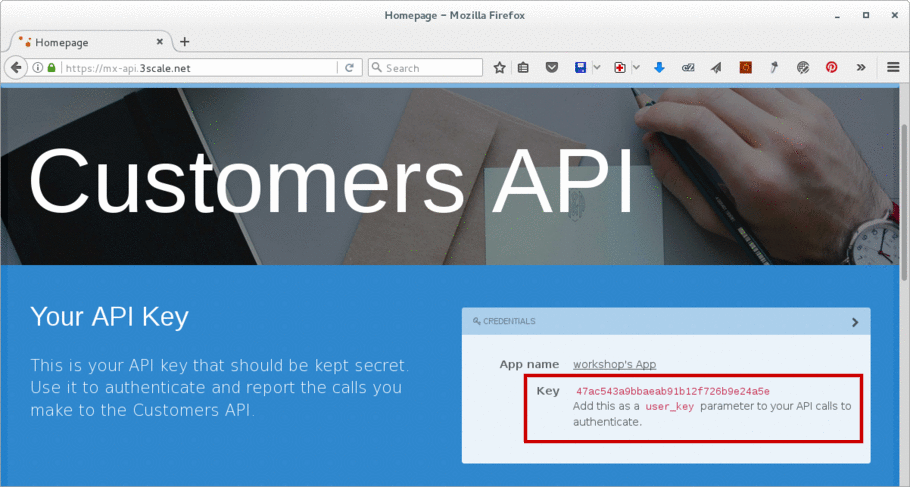 Homepage – Mozilla Firefox
Homepage
https://mx-api.3scale.net
Search
Customers API
Your API Key
This is your API key that should be kept secret.
Use it to authenticate and report the calls you
make to the Customers API.
CREDENTIALS
App name workshop's App
Key 47ac543a9bbaeab91b12f726b9e24a5e
Add this as a user_key parameter to your API calls to
authenticate.